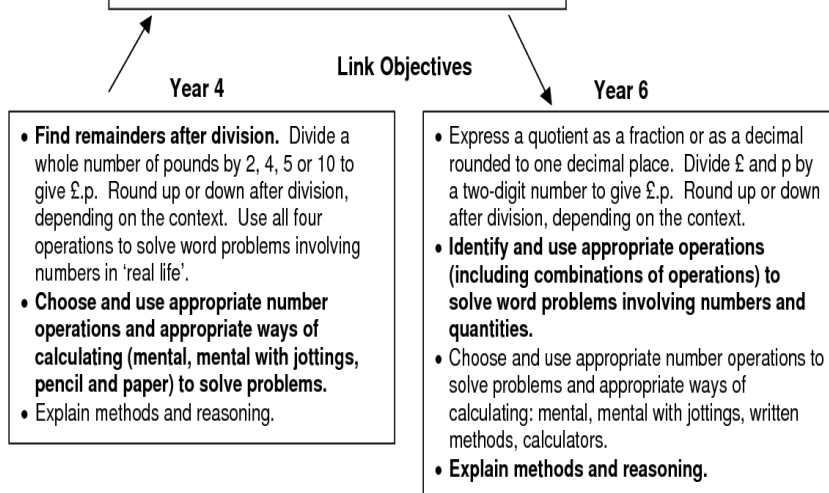 Link Objectives
Year 4
• Find remainders after division. Divide a
whole number of pounds by 2, 4, 5 or 10 to
give £.p. Round up or down after division,
depending on the context. Use all four
operations to solve word problems involving
numbers in ‘real life’.
• Choose and use appropriate number
operations and appropriate ways of
calculating (mental, mental with jottings,
pencil and paper) to solve problems.
• Explain methods and reasoning.
Year 6
• Express a quotient as a fraction or as a decimal
rounded to one decimal place. Divide £ and p by
a two-digit number to give £.p. Round up or down
after division, depending on the context.
• Identify and use appropriate operations
(including combinations of operations) to
solve word problems involving numbers and
quantities.
• Choose and use appropriate number operations to
solve problems and appropriate ways of
calculating: mental, mental with jottings, written
methods, calculators.
• Explain methods and reasoning.